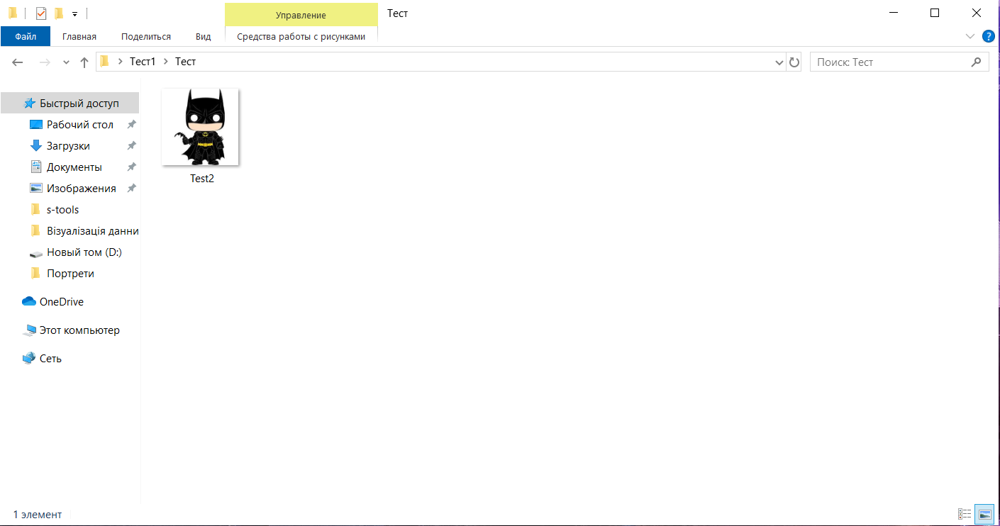 Управление
Тест
Файл
Главная
Поделиться
Вид
Средства работы с рисунками
?
Тест1
Тест
Поиск: Тест
Быстрый доступ
Рабочий стол
Загрузки
Документы
Изображения
s-tools
Візуалізація данни
Новый том (D:)
Портрети
OneDrive
Этот компьютер
Сеть
Test2
1 элемент